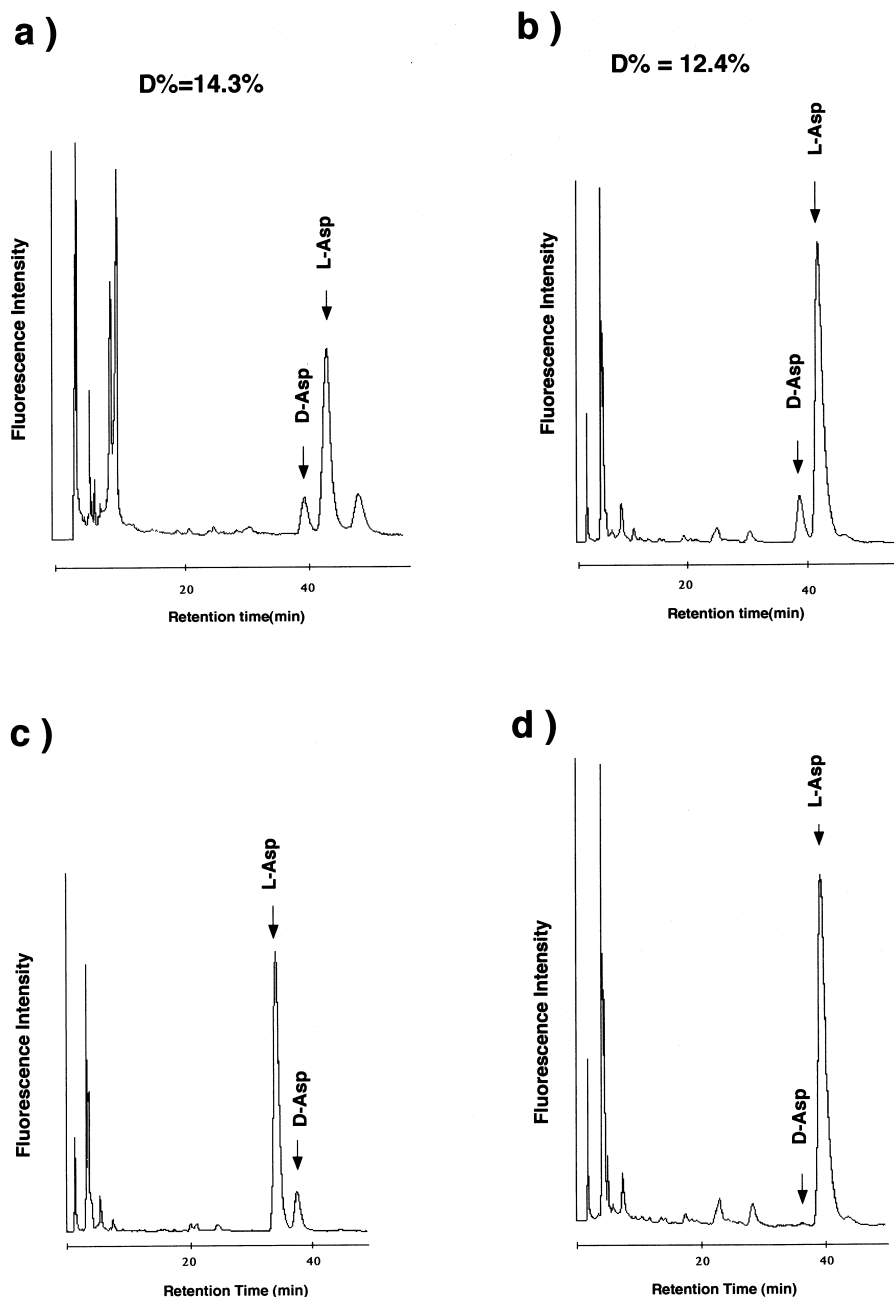 a )
D%=14.3%
L-Asp
D-Asp
Fluorescence Intensity
20
40
Retention time(min)
b )
D% = 12.4%
L-Asp
D-Asp
Fluorescence Intensity
20
40
Retention time(min)
c )
L-Asp
D-Asp
Fluorescence Intensity
20
40
Retention Time (min)
d )
L-Asp
D-Asp
Fluorescence Intensity
20
40
Retention Time (min)